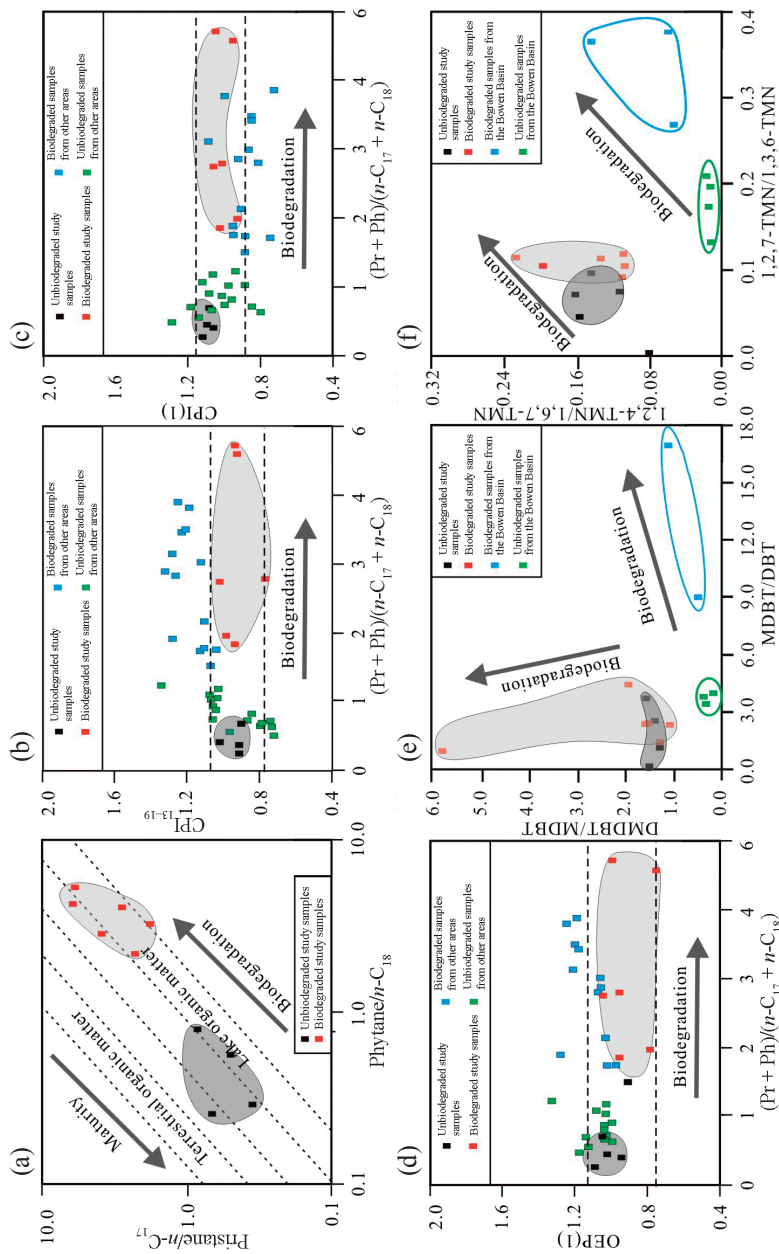 (a)
10.0
1.0
0.1
Pristane/n-C17
Maturity
Terresurial organic matter
Lake organic matter
Biodegradation
Unbiodegraded study samples
Biodegraded study samples
0.1
1.0
10.0
Phytane/n-C18
(b)
2.0
1.6
1.2
0.8
0.4
CPI13–19
Unbiodegraded study
samples
Biodegraded study samples
Biodegraded samples
from other areas
Unbiodegraded samples
from other areas
Biodegradation
0
1
2
3
4
5
6
(Pr + Ph)/(n-C17 + n-C18)
(c)
2.0
1.6
1.2
0.8
0.4
CPI(1)
Unbiodegraded study
samples
Biodegraded study samples
Biodegraded samples
from other areas
Unbiodegraded samples
from other areas
Biodegradation
0
1
2
3
4
5
6
(Pr + Ph)/(n-C17 + n-C18)
(d)
2.0
1.6
1.2
0.8
0.4
OEP(1)
Unbiodegraded study
samples
Biodegraded study samples
Biodegraded samples
from other areas
Unbiodegraded samples
from other areas
Biodegradation
0
1
2
3
4
5
6
(Pr + Ph)/(n-C17 + n-C18)
(e)
6.0
5.0
4.0
3.0
2.0
1.0
0.0
DMDBT/MDBT
Unbiodegraded study
samples
Biodegraded study samples
Biodegraded samples from
the Bowen Basin
Unbiodegraded samples
from the Bowen Basin
Biodegradation
Biodegradation
0.0
3.0
6.0
9.0
12.0
15.0
18.0
MDBT/DBT
(f)
0.32
0.24
0.16
0.08
0.00
1,2,4-TMN/1,6,7-TMN
Unbiodegraded study
samples
Biodegraded study samples
Biodegraded samples from
the Bowen Basin
Unbiodegraded samples
from the Bowen Basin
Biodegradation
Biodegradation
0
0.1
0.2
0.3
0.4
1,2,7-TMN/1,3,6-TMN